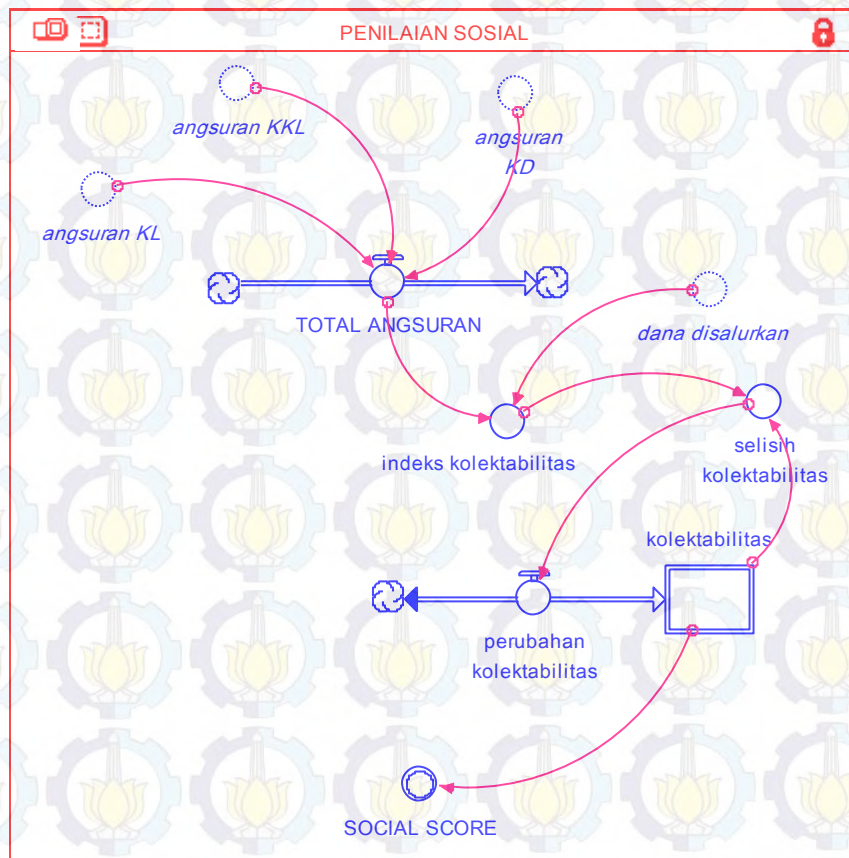 PENILAIAN SOSIAL
angsuran KKL
angsuran
KD
angsuran KL
TOTAL ANGSURAN
dana disalurkan
indeks kolektabilitas
selisih
kolektabilitas
kolektabilitas
perubahan
kolektabilitas
SOCIAL SCORE